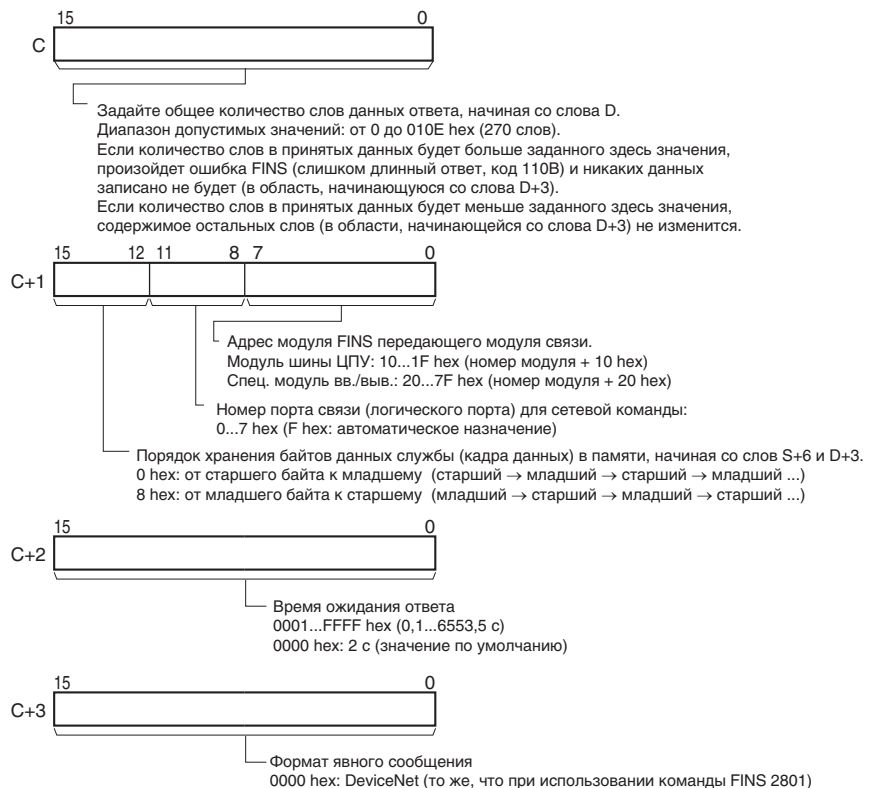 15 0
C
Задайте общее количество слов данных ответа, начиная со слова D.
Диапазон допустимых значений: от 0 до 010E hex (270 слов).
Если количество слов в принятых данных будет больше заданного здесь значения,
произойдет ошибка FINS (слишком длинный ответ, код 110B) и никаких данных
записано не будет (в область, начинающуюся со слова D+3).
Если количество слов в принятых данных будет меньше заданного здесь значения,
содержимое остальных слов (в области, начинающейся со слова D+3) не изменится.
15 12 11 8 7 0
C+1
Адрес модуля FINS передающего модуля связи.
Модуль шины ЦПУ: 10...1F hex (номер модуля + 10 hex)
Спец. модуль вв./выв.: 20...7F hex (номер модуля + 20 hex)
Номер порта связи (логического порта) для сетевой команды:
0...7 hex (F hex: автоматическое назначение)
Порядок хранения байтов данных службы (кадра данных) в памяти, начиная со слов S+6 и D+3.
0 hex: от старшего байта к младшему (старший → младший → старший → младший ...)
8 hex: от младшего байта к старшему (младший → старший → младший → старший ...)
15 0
C+2
Время ожидания ответа
0001...FFFF hex (0,1...6553,5 с)
0000 hex: 2 с (значение по умолчанию)
15 0
C+3
Формат явного сообщения
0000 hex: DeviceNet (то же, что при использовании команды FINS 2801)